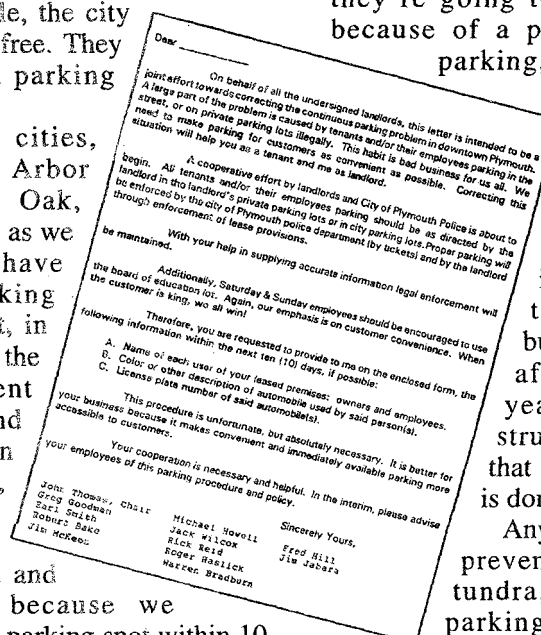 le, the city
free. They
parking
cities,
Arbor
Oak,
as we
have
king
in
the
ent
nd
n
and
because we
parking spot within 10
they're going t
because of a p
parking,
Dear
On behalf of all the undersigned landlords, this letter is intended to be a
joint effort towards correcting the continuous parking problem in downtown Plymouth.
A large part of the problem is caused by tenants and/or their employees parking in the
street, or on private parking lots illegally. This habit is bad business for us all. We
need to make parking for customers as convenient as possible. Correcting this
situation will help you as a tenant and me as landlord.
A cooperative effort by landlords and City of Plymouth Police is about to
begin. All tenants and/or their employees parking should be as directed by the
landlord in the landlord's private parking lots or in city parking lots. Proper parking will
be enforced by the city of Plymouth police department (by tickets) and by the landlord
through enforcement of lease provisions.
With your help in supplying accurate information legal enforcement will
be maintained.
Additionally, Saturday & Sunday employees should be encouraged to use
the board of education lot. Again, our emphasis is on customer convenience. When
the customer is king, we all win!
Therefore, you are requested to provide to me on the enclosed form, the
following information within the next ten (10) days, if possible:
A. Name of each user of your leased premises: owners and employees.
B. Color or other description of automobile used by said person(s).
C. License plate number of said automobile(s).
This procedure is unfortunate, but absolutely necessary. It is better for
your business because it makes convenient and immediately available parking more
accessible to customers.
Your cooperation is necessary and helpful. In the interim, please advise
your employees of this parking procedure and policy.
Sincerely Yours,
John Thomas, Chair Michael Howell Fred Hill
Greg Goodman Jack Wilcox Jim Jabara
Earl Smith Rick Reid
Robert Bake Roger Haslick
Jim McKeon Warren Bradburn
t
bu
af
yea
stru
that
is don
Any
preven
tundra,
parking